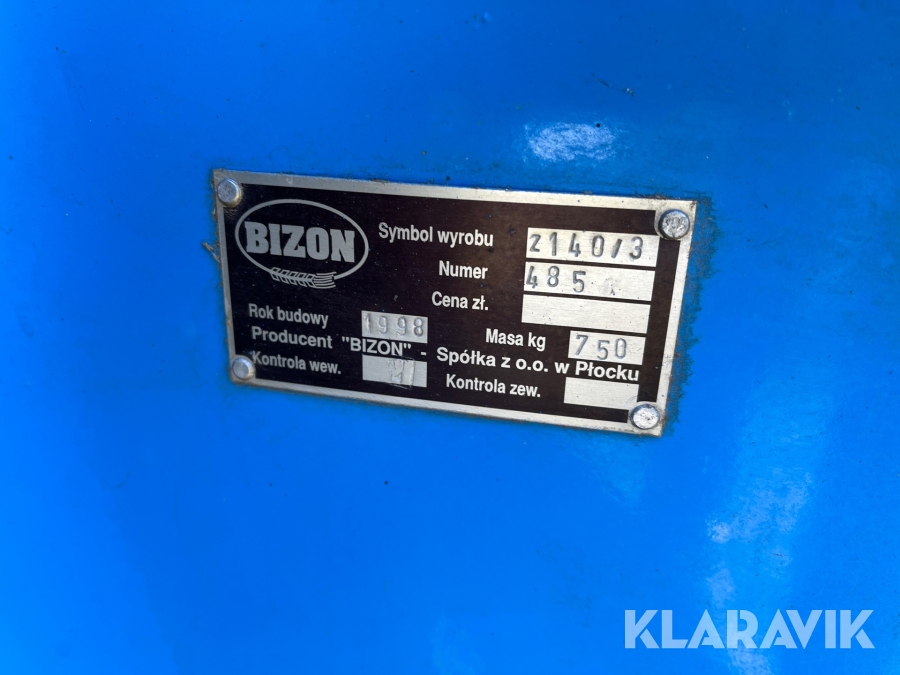 BIZON
Symbol wyrobu z140/3
Numer 485
Cena zł.
Rok budowy 1998 Masa kg 750
Producent "BIZON" - Spółka z o.o. w Płocku
Kontrola wew. Kontrola zew.
KLARAVIK